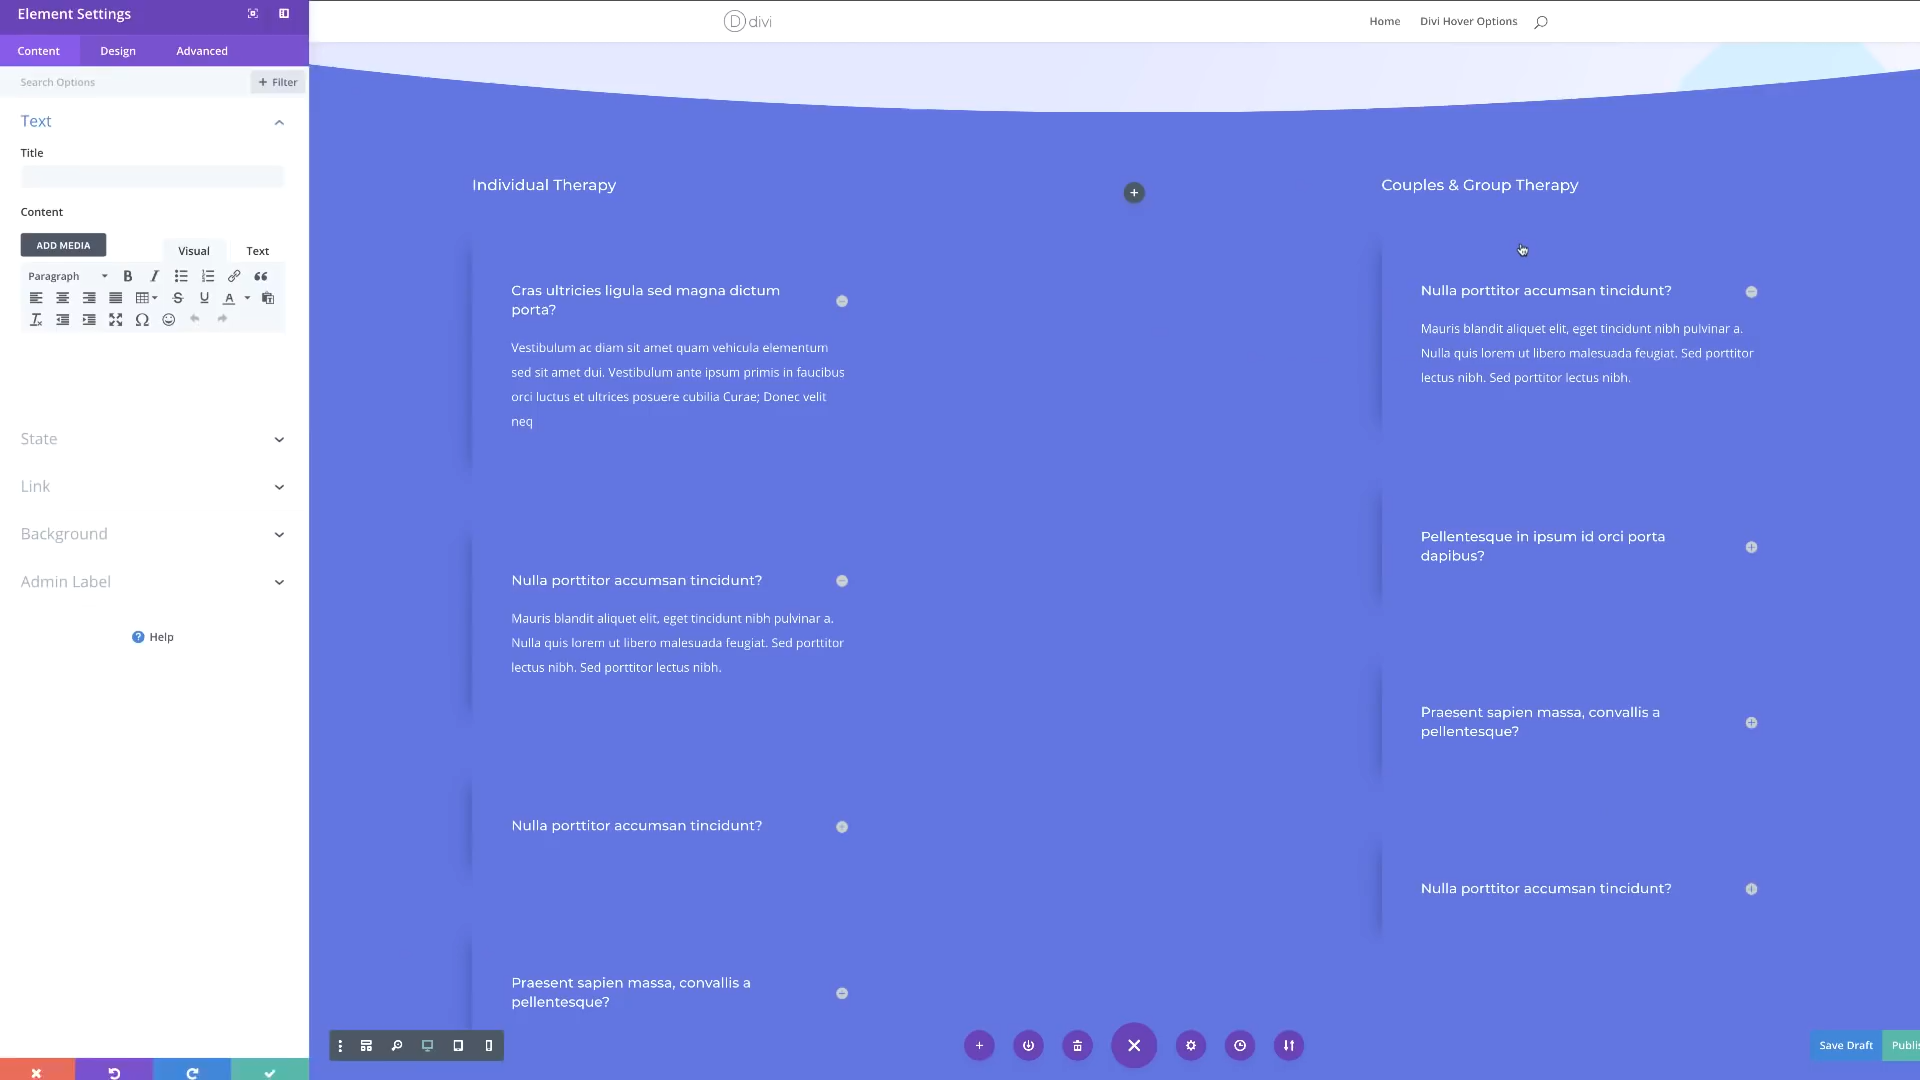 Element Settings
Content
Design
Advanced
Search Options
+ Filter
Text
Title
Content
ADD MEDIA
Visual
Text
Paragraph
State
Link
Background
Admin Label
Help
divi
Home
Divi Hover Options
Individual Therapy
Cras ultricies ligula sed magna dictum
porta?
Vestibulum ac diam sit amet quam vehicula elementum
sed sit amet dui. Vestibulum ante ipsum primis in faucibus
orci luctus et ultrices posuere cubilia Curae; Donec velit
neq
Nulla porttitor accumsan tincidunt?
Mauris blandit aliquet elit, eget tincidunt nibh pulvinar a.
Nulla quis lorem ut libero malesuada feugiat. Sed porttitor
lectus nibh. Sed porttitor lectus nibh.
Nulla porttitor accumsan tincidunt?
Praesent sapien massa, convallis a
pellentesque?
Couples & Group Therapy
Nulla porttitor accumsan tincidunt?
Mauris blandit aliquet elit, eget tincidunt nibh pulvinar a.
Nulla quis lorem ut libero malesuada feugiat. Sed porttitor
lectus nibh. Sed porttitor lectus nibh.
Pellentesque in ipsum id orci porta
dapibus?
Praesent sapien massa, convallis a
pellentesque?
Nulla porttitor accumsan tincidunt?
Save Draft
Publis